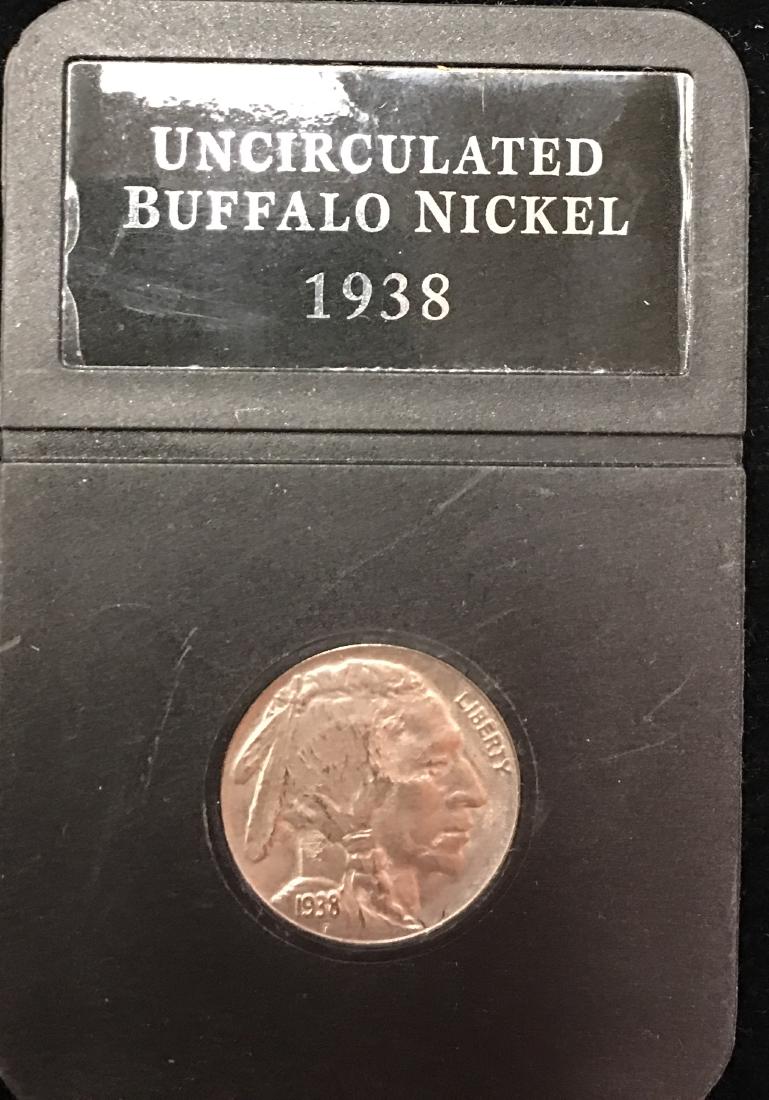 UNCIRCULATED
BUFFALO NICKEL
1938
LIBERTY
1938
F